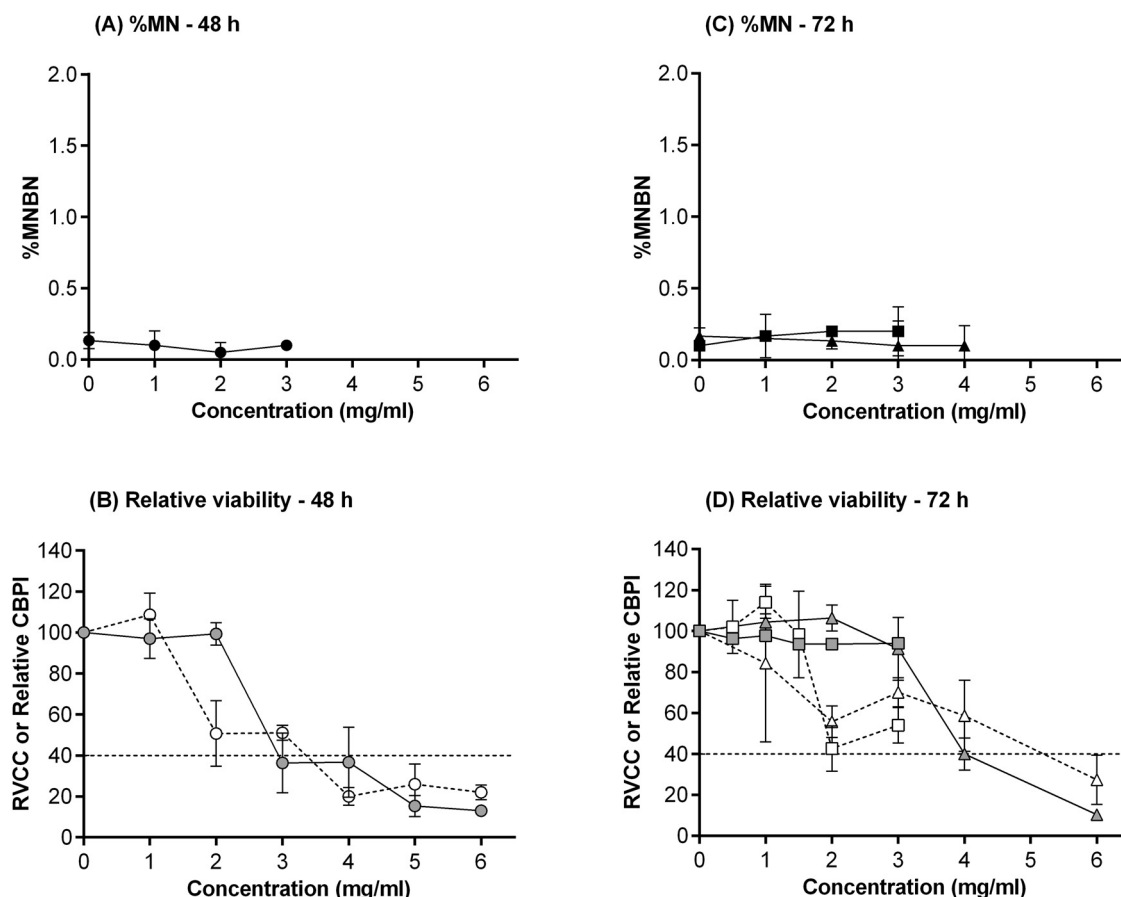 (A) %MN - 48 h
%MNBN
2.0
1.5
1.0
0.5
0.0
0 1 2 3 4 5 6
Concentration (mg/ml)
(C) %MN - 72 h
%MNBN
2.0
1.5
1.0
0.5
0.0
0 1 2 3 4 5 6
Concentration (mg/ml)
(B) Relative viability - 48 h
RVCC or Relative CBPI
140
120
100
80
60
40
20
0
0 1 2 3 4 5 6
Concentration (mg/ml)
(D) Relative viability - 72 h
RVCC or Relative CBPI
140
120
100
80
60
40
20
0
0 1 2 3 4 5 6
Concentration (mg/ml)